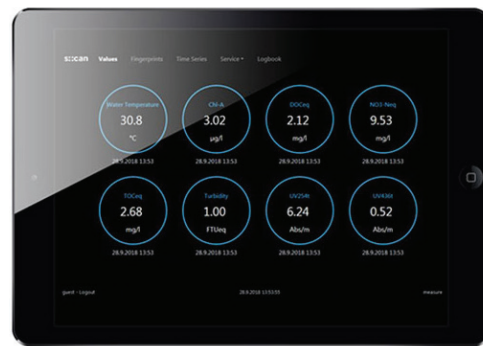 s::can Values Fingerprints Time Series Service Logbook
Water Temperature Chl-A DOCeq NO3-Neq
30.8 3.02 2.12 9.53
°C µg/l mg/l mg/l
28.9.2018 13:53 28.9.2018 13:53 28.9.2018 13:53 28.9.2018 13:53
TOCeq Turbidity UV254t UV436t
2.68 1.00 6.24 0.52
mg/l FTUeq Abs/m Abs/m
28.9.2018 13:53 28.9.2018 13:53 28.9.2018 13:53 28.9.2018 13:53
guest - Logout 28.9.2018 13:53:55 measure